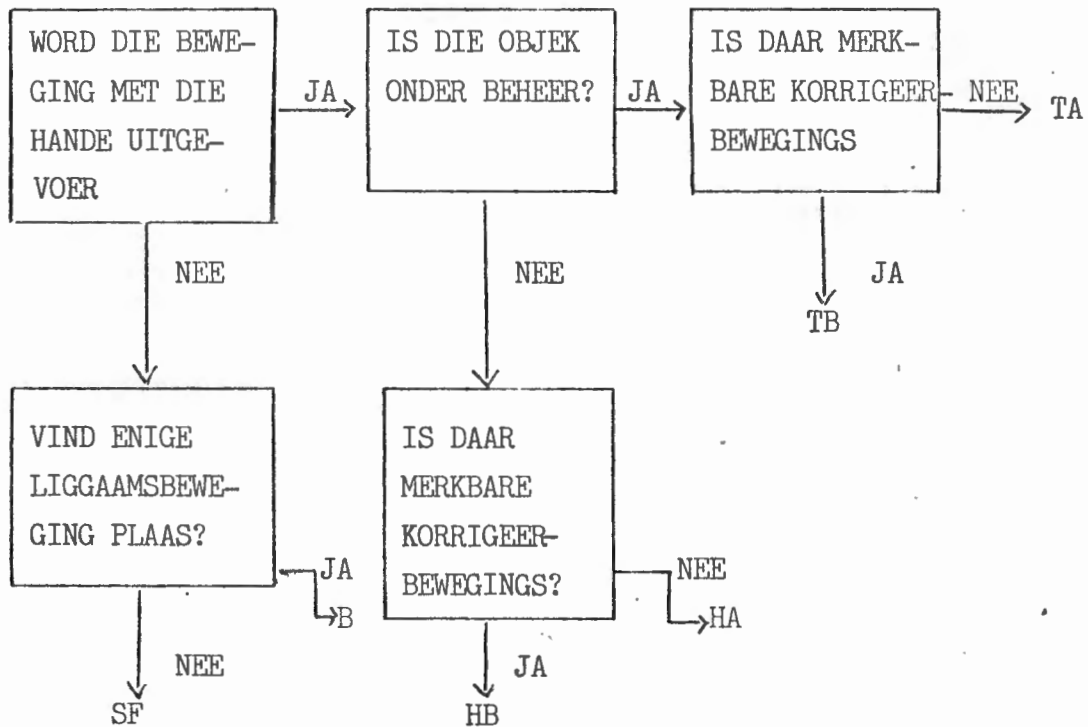 WORD DIE BEWE-
GING MET DIE
HANDE UITGE-
VOER
JA
IS DIE OBJEK
ONDER BEHEER?
JA
IS DAAR MERK-
BARE KORRIGEER-
BEWEGINGS
NEE
TA
NEE
NEE
JA
TB
VIND ENIGE
LIGGAAMSBEWE-
GING PLAAS?
JA
B
NEE
SF
IS DAAR
MERKBARE
KORRIGEER-
BEWEGINGS?
NEE
HA
JA
HB